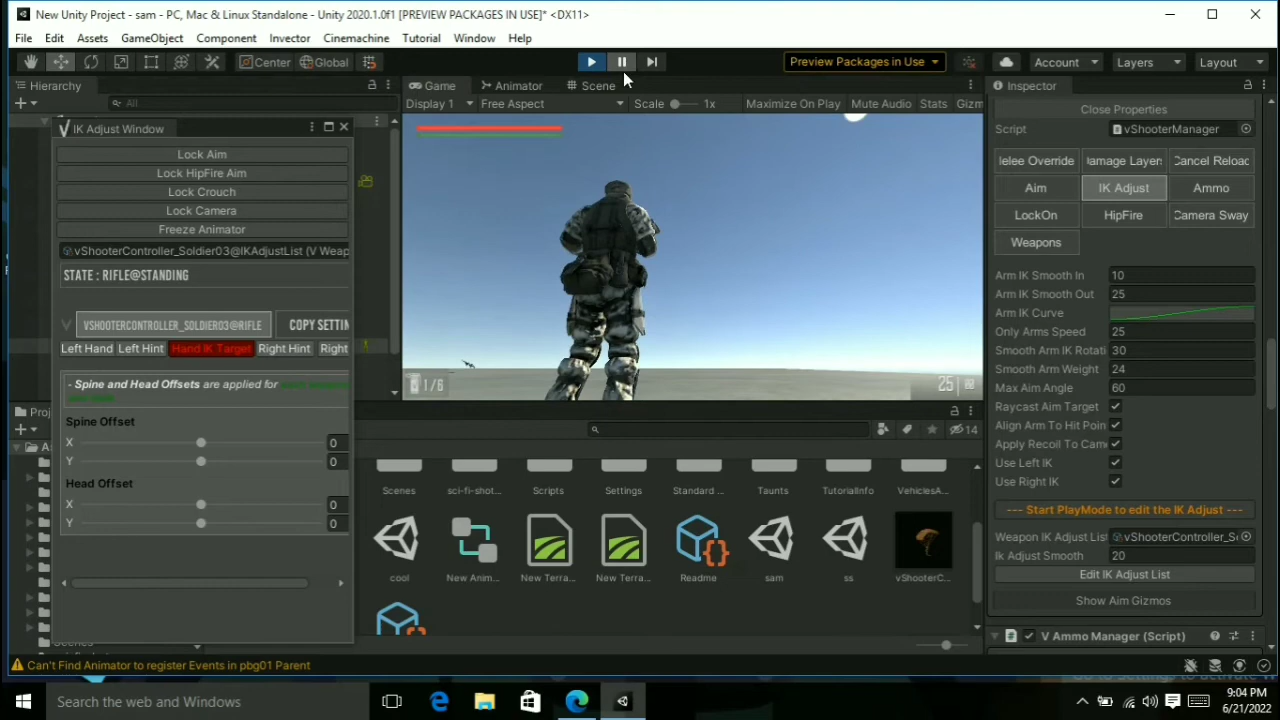 New Unity Project - sam - PC, Mac & Linux Standalone - Unity 2020.1.0f1 [PREVIEW PACKAGES IN USE]* <DX11>
File Edit Assets GameObject Component Invector Cinemachine Tutorial Window Help
Center Global Preview Packages in Use Account Layers Layout
Hierarchy Game Animator Scene Inspector
All Display 1 Free Aspect Scale 1x Maximize On Play Mute Audio Stats Gizm
Close Properties
IK Adjust Window
Script vShooterManager
Lock Aim
Lock HipFire Aim
Lock Crouch
Lock Camera
Freeze Animator
vShooterController_Soldier03@IKAdjustList (V Weap
STATE : RIFLE@STANDING
VSHOOTERCONTROLLER_SOLDIER03@RIFLE COPY SETTIN
Left Hand Left Hint Hand IK Target Right Hint Right
- Spine and Head Offsets are applied for
Spine Offset
X 0
Y 0
Head Offset
X 0
Y 0
1/6 25
elee Override amage Layer Cancel Reloac
Aim IK Adjust Ammo
LockOn HipFire Camera Sway
Weapons
Arm IK Smooth In 10
Arm IK Smooth Out 25
Arm IK Curve
Only Arms Speed 25
Smooth Arm IK Rotati 30
Smooth Arm Weight 24
Max Aim Angle 60
Raycast Aim Target
Align Arm To Hit Poin
Apply Recoil To Cam
Use Left IK
Use Right IK
--- Start PlayMode to edit the IK Adjust ---
Weapon IK Adjust List vShooterController_S
Ik Adjust Smooth 20
Edit IK Adjust List
Show Aim Gizmos
V Ammo Manager (Script)
Proj
14
Scenes sci-fi-shot... Scripts Settings Standard ... Taunts TutorialInfo VehiclesA...
cool New Anim... New Terra... New Terra... Readme sam ss vShooterC...
Scenes
Can't Find Animator to register Events in pbg01 Parent
Go to Settings to activate W
Search the web and Windows
9:04 PM
6/21/2022